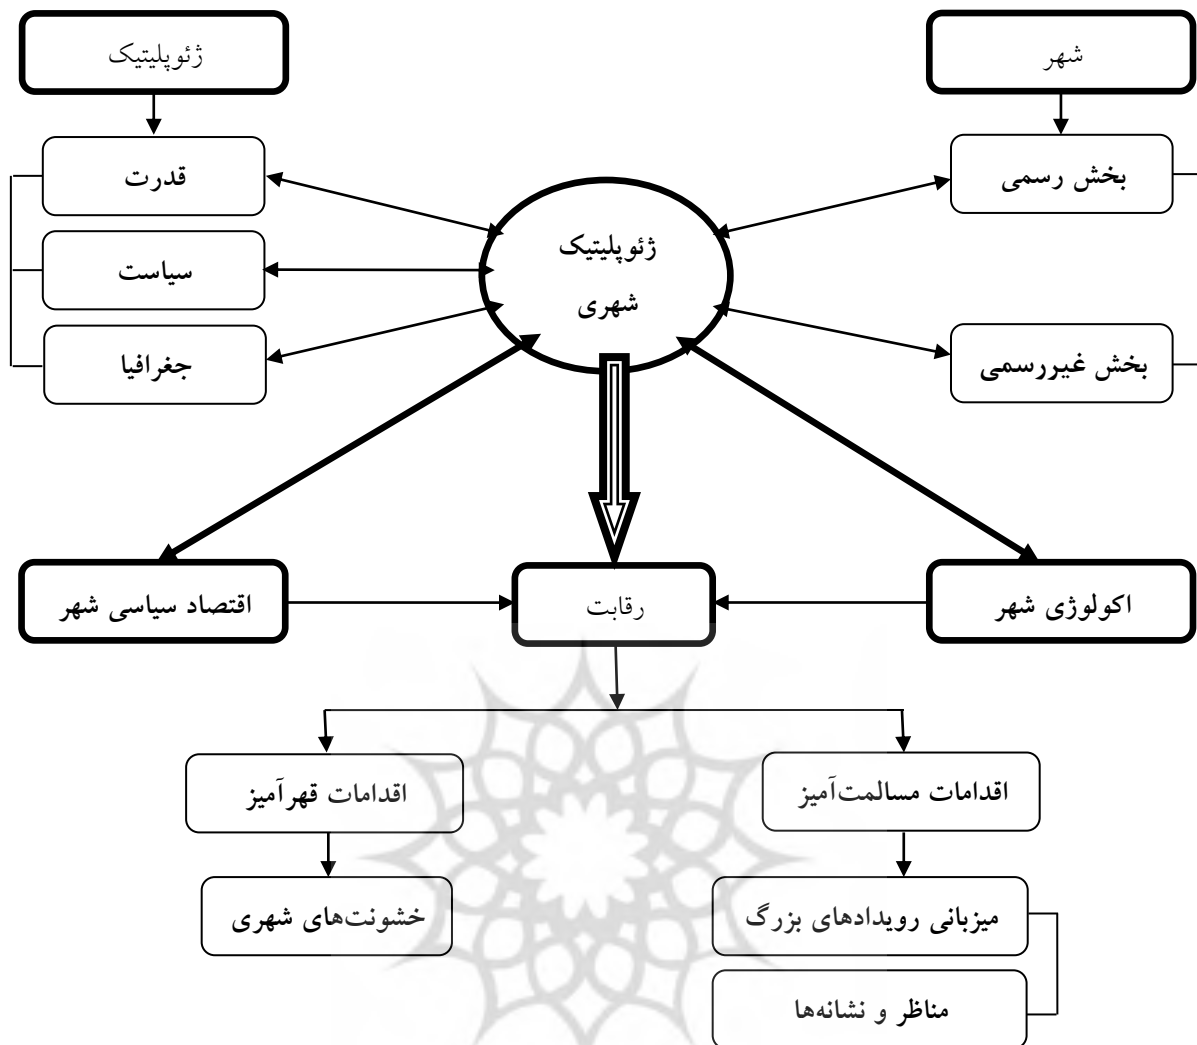 شهر
ژئوپلیتیک
بخش رسمی
قدرت
ژئوپلیتیک
شهری
سیاست
بخش غیررسمی
جغرافیا
اکولوژی شهر
رقابت
اقتصاد سیاسی شهر
اقدامات مسالمت‌آمیز
اقدامات قهرآمیز
میزبانی رویدادهای بزرگ
خشونت‌های شهری
مناظر و نشانه‌ها